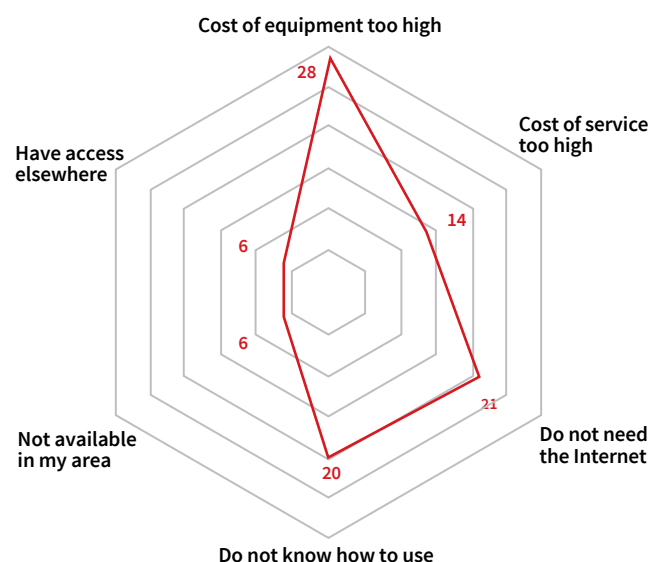 Cost of equipment too high
28
Cost of service
too high
Have access
elsewhere
14
6
6
21
Do not need
the Internet
Not available
in my area
20
Do not know how to use